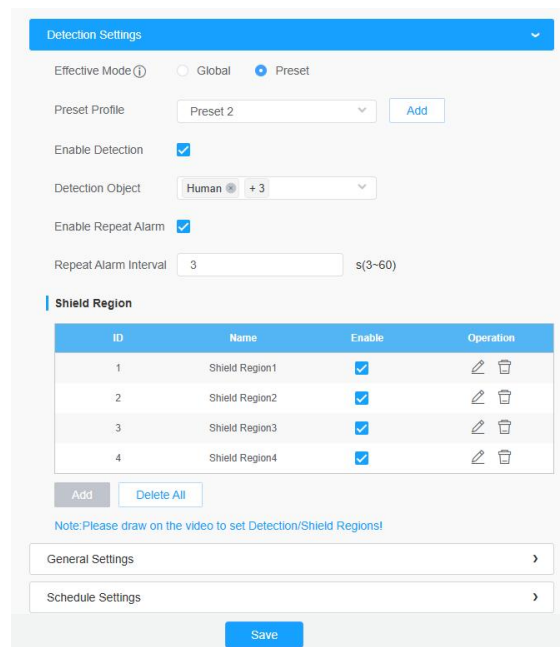 Detection Settings
Effective Mode Global Preset
Preset Profile Preset 2 Add
Enable Detection
Detection Object Human + 3
Enable Repeat Alarm
Repeat Alarm Interval 3 s(3~60)
Shield Region
ID Name Enable Operation
1 Shield Region1
2 Shield Region2
3 Shield Region3
4 Shield Region4
Add Delete All
Note:Please draw on the video to set Detection/Shield Regions!
General Settings
Schedule Settings
Save